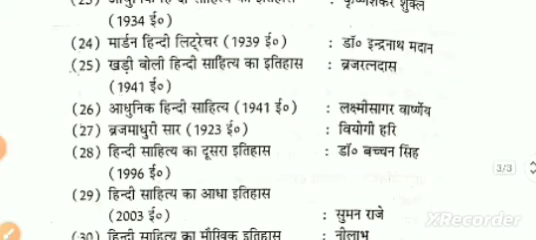 (1934 ई०)
(24) मार्डन हिन्दी लिट्रेचर (1939 ई०) : डॉ० इन्द्रनाथ मदान
(25) खड़ी बोली हिन्दी साहित्य का इतिहास : ब्रजरत्नदास
(1941 ई०)
(26) आधुनिक हिन्दी साहित्य (1941 ई०) : लक्ष्मीसागर वार्ष्णेय
(27) ब्रजमाधुरी सार (1923 ई०) : वियोगी हरि
(28) हिन्दी साहित्य का दूसरा इतिहास : डॉ० बच्चन सिंह
(1996 ई०)
3/3
(29) हिन्दी साहित्य का आधा इतिहास
(2003 ई०) : सुमन राजे
XRecorder
(30) हिन्दी साहित्य का मौखिक इतिहास : नीलाभ